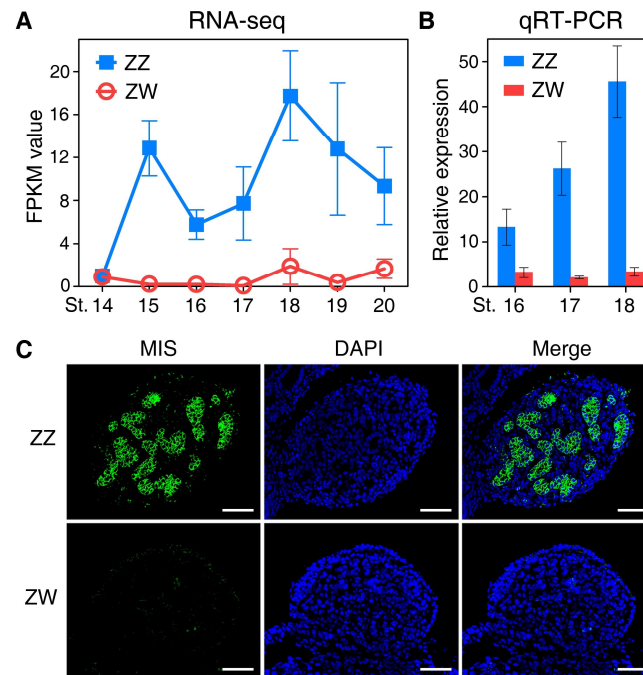 A
RNA-seq
ZZ
ZW
FPKM value
20
16
12
8
4
0
St. 14 15 16 17 18 19 20
B
qRT-PCR
ZZ
ZW
Relative expression
50
40
30
20
10
0
St. 16 17 18
C
MIS DAPI Merge
ZZ
ZW